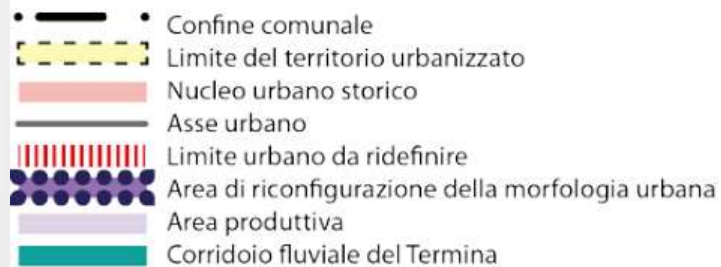 Confine comunale
Limite del territorio urbanizzato
Nucleo urbano storico
Asse urbano
Limite urbano da ridefinire
Area di riconfigurazione della morfologia urbana
Area produttiva
Corridoio fluviale del Termina